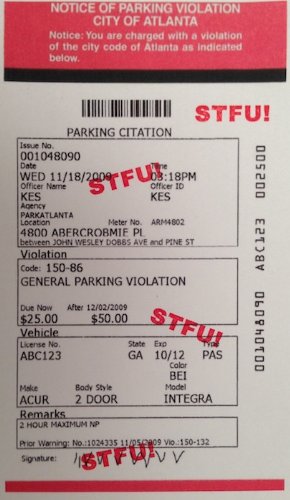 NOTICE OF PARKING VIOLATION
CITY OF ATLANTA
Notice: You are charged with a violation
of the city code of Atlanta as indicated
below.
STFU!
PARKING CITATION
Issue No.
001048090
Date Time
WED 11/18/2009 03:18PM
STFU!
Officer Name Officer ID
KES KES
Agency
PARKATLANTA
Location Meter No. ARM4802
4800 ABERCROBMIE PL
between JOHN WESLEY DOBBS AVE and PINE ST
Violation
Code: 150-86
GENERAL PARKING VIOLATION
Due Now After 12/02/2009
$25.00 $50.00
STFU!
Vehicle
License No. State Exp Type
ABC123 GA 10/12 PAS
Color
BEI
Make Body Style Model
ACUR 2 DOOR INTEGRA
Remarks
2 HOUR MAXIMUM NP
Prior Warning: No.:1024335 11/05/2009 Vio.:150-132
STFU!
Signature:
001048090 ABC123 002500